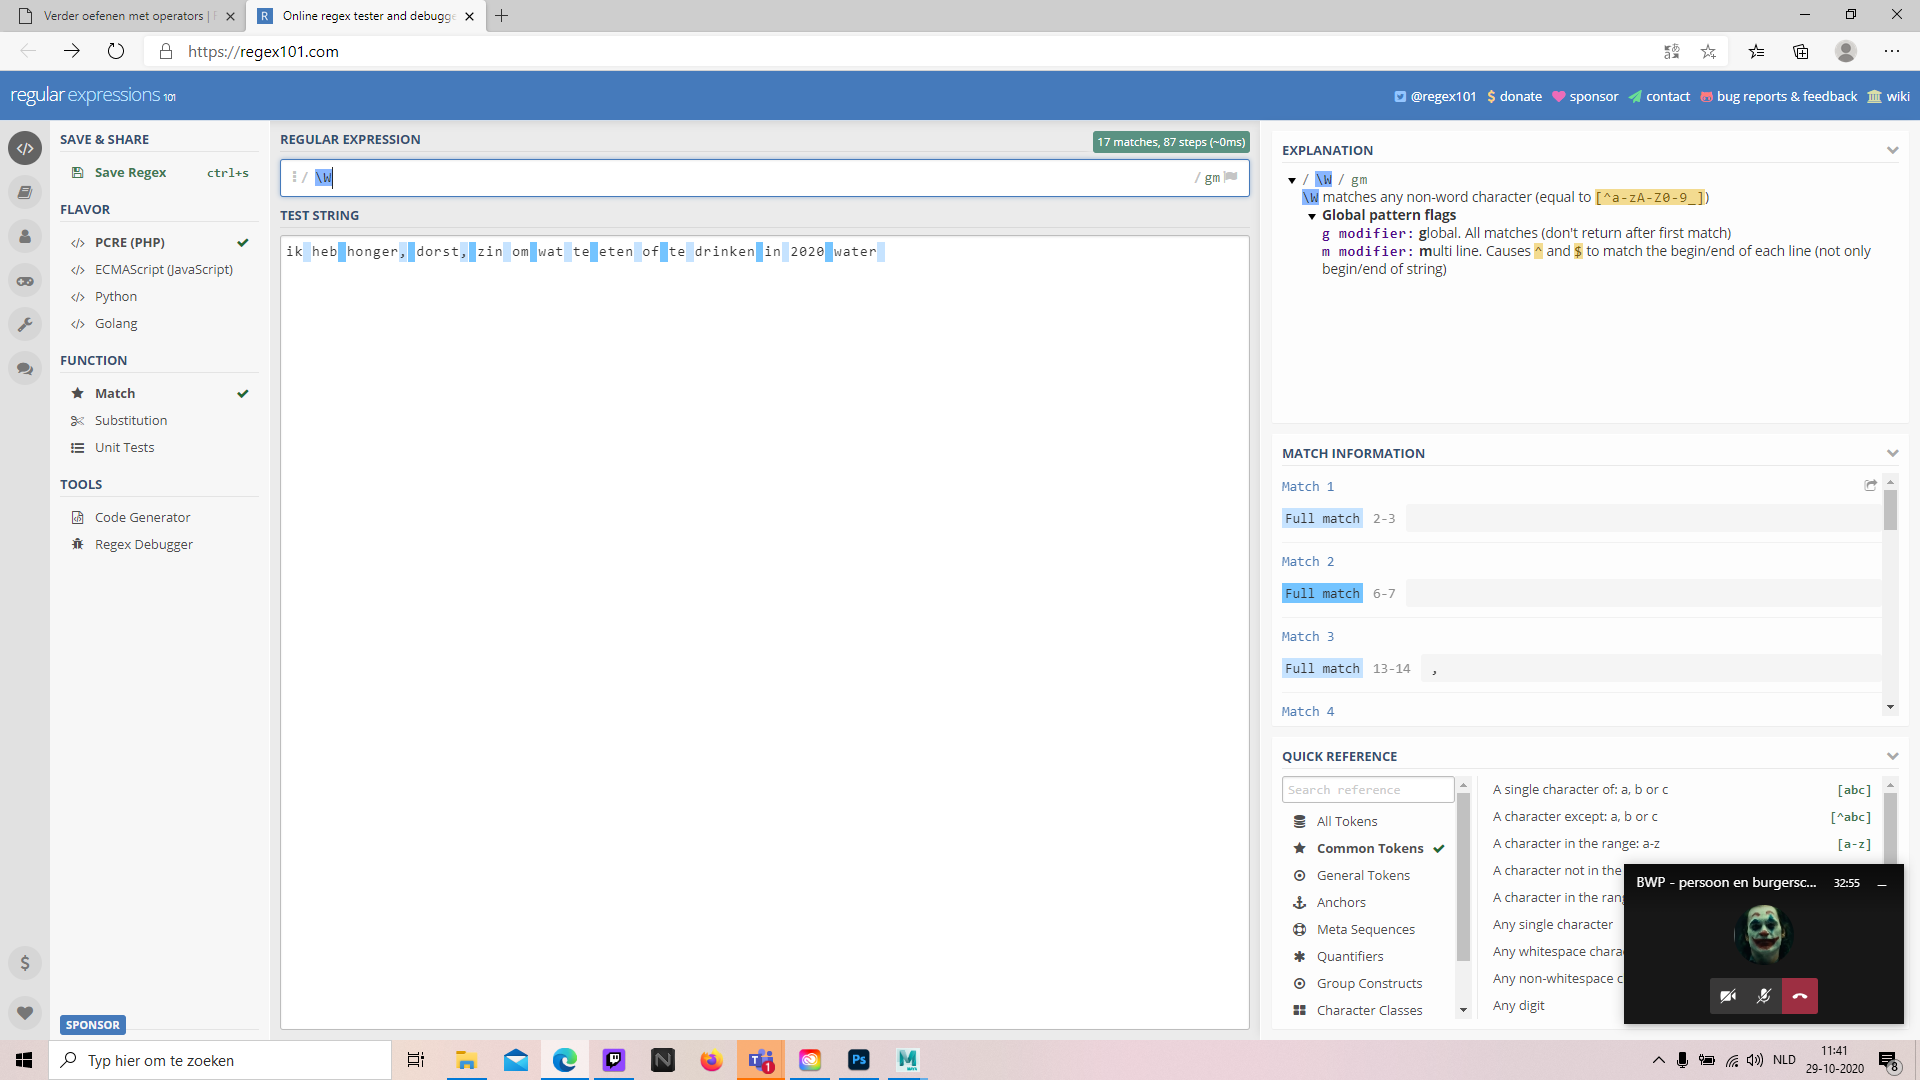 Verder oefenen met operators |
Online regex tester and debugge
https://regex101.com
regular expressions 101
@regex101
donate
sponsor
contact
bug reports & feedback
wiki
SAVE & SHARE
Save Regex ctrl+s
FLAVOR
PCRE (PHP)
ECMAScript (JavaScript)
Python
Golang
FUNCTION
Match
Substitution
Unit Tests
TOOLS
Code Generator
Regex Debugger
SPONSOR
REGULAR EXPRESSION
17 matches, 87 steps (~0ms)
/ \W / gm
TEST STRING
ik heb honger, dorst, zin om wat te eten of te drinken in 2020 water
EXPLANATION
/ \W / gm
\W matches any non-word character (equal to [^a-zA-Z0-9_])
Global pattern flags
g modifier: global. All matches (don't return after first match)
m modifier: multi line. Causes ^ and $ to match the begin/end of each line (not only
begin/end of string)
MATCH INFORMATION
Match 1
Full match 2-3
Match 2
Full match 6-7
Match 3
Full match 13-14 ,
Match 4
QUICK REFERENCE
Search reference
All Tokens
Common Tokens
General Tokens
Anchors
Meta Sequences
Quantifiers
Group Constructs
Character Classes
A single character of: a, b or c [abc]
A character except: a, b or c [^abc]
A character in the range: a-z [a-z]
A character not in the
A character in the rang
Any single character
Any whitespace chara
Any non-whitespace c
Any digit
BWP - persoon en burgersc... 32:55
Typ hier om te zoeken
1
Ps
NLD
11:41
29-10-2020
8